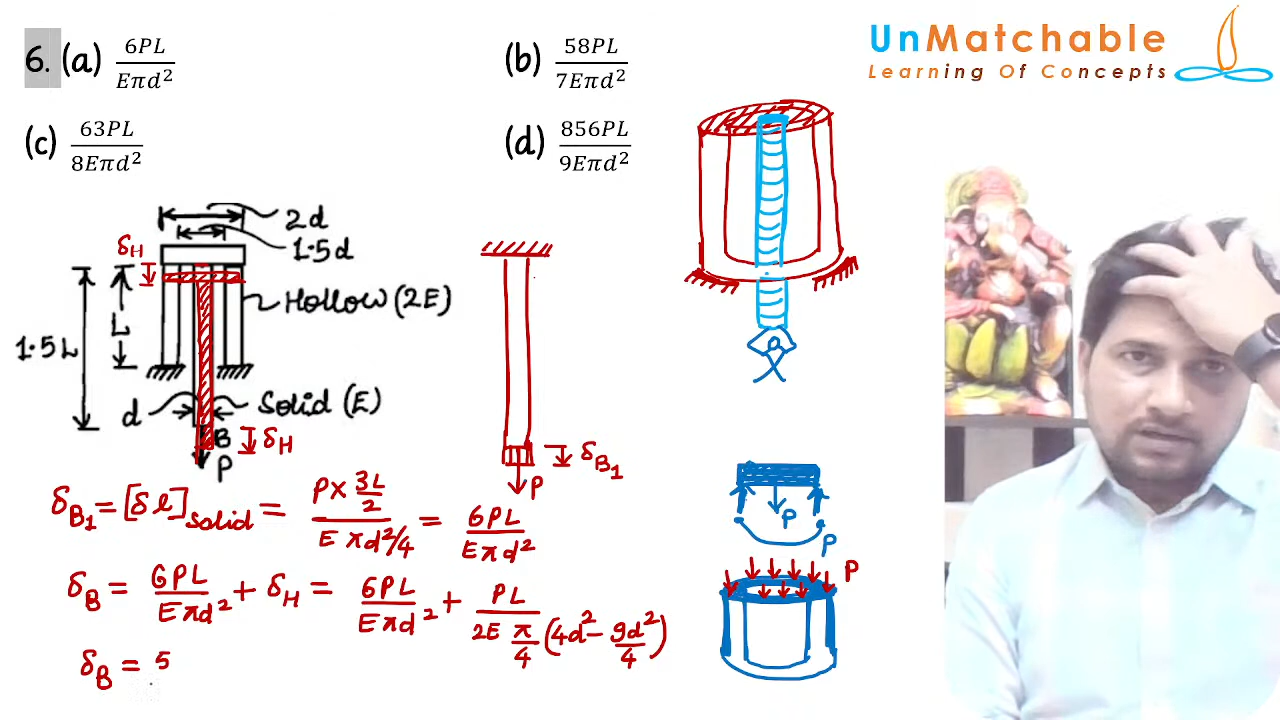 6. (a) 6PL/Eπd² (b) 58PL/7Eπd²
(c) 63PL/8Eπd² (d) 856PL/9Eπd²
UnMatchable
Learning Of Concepts
2d
1.5d
δH
Hollow (2E)
L
1.5L
d
Solid (E)
B
δH
P
δB1
P
P
P
P
δB1 = [δl]Solid = P × 3L/2 / E πd²/4 = 6PL/Eπd²
δB = 6PL/Eπd² + δH = 6PL/Eπd² + PL / 2E π/4 (4d² - 9d²/4)
δB = 5